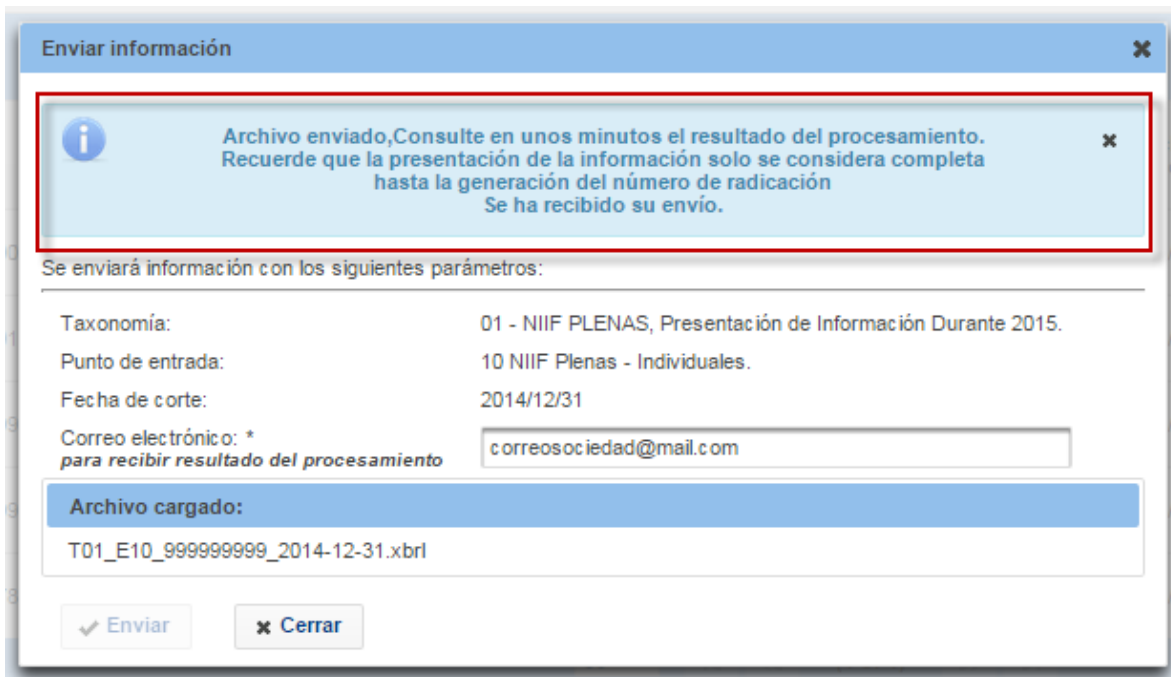 Enviar información
Archivo enviado,Consulte en unos minutos el resultado del procesamiento.
Recuerde que la presentación de la información solo se considera completa
hasta la generación del número de radicación
Se ha recibido su envío.
Se enviará información con los siguientes parámetros:
Taxonomía: 01 - NIIF PLENAS, Presentación de Información Durante 2015.
Punto de entrada: 10 NIIF Plenas - Individuales.
Fecha de corte: 2014/12/31
Correo electrónico: * correosociedad@mail.com
para recibir resultado del procesamiento
Archivo cargado:
T01_E10_999999999_2014-12-31.xbrl
Enviar Cerrar